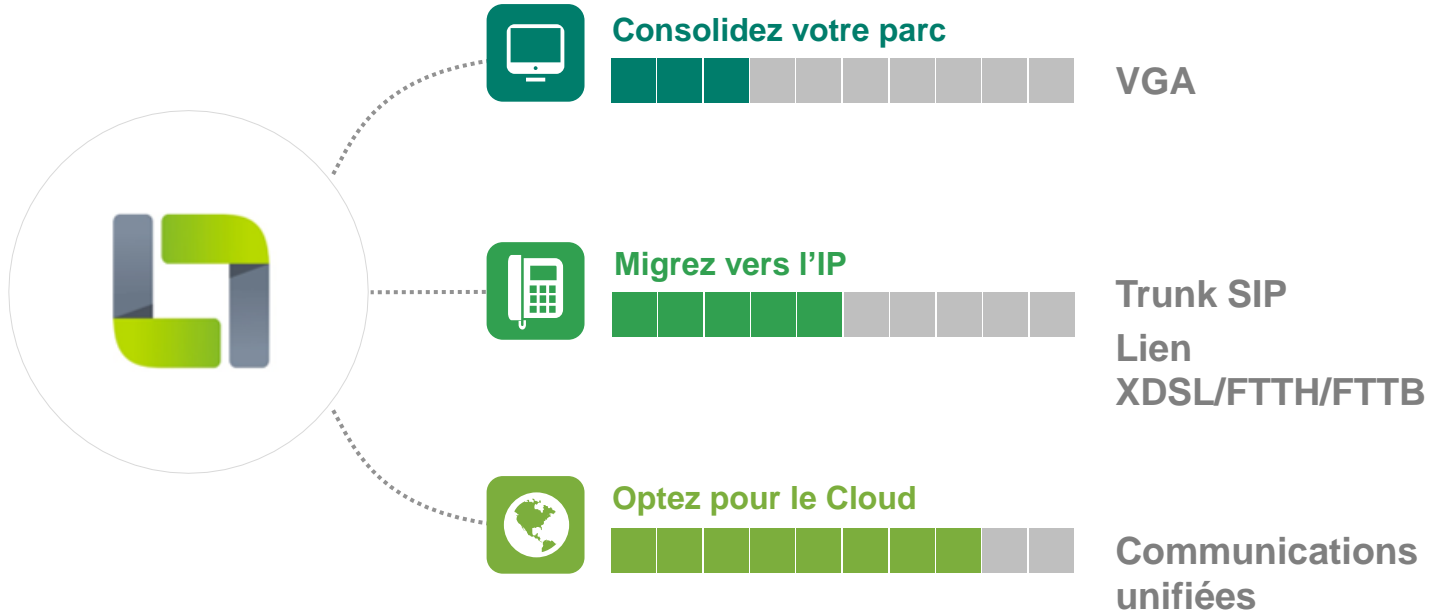 Consolidez votre parc
VGA
Migrez vers l’IP
Trunk SIP
Lien
XDSL/FTTH/FTTB
Optez pour le Cloud
Communications
unifiées